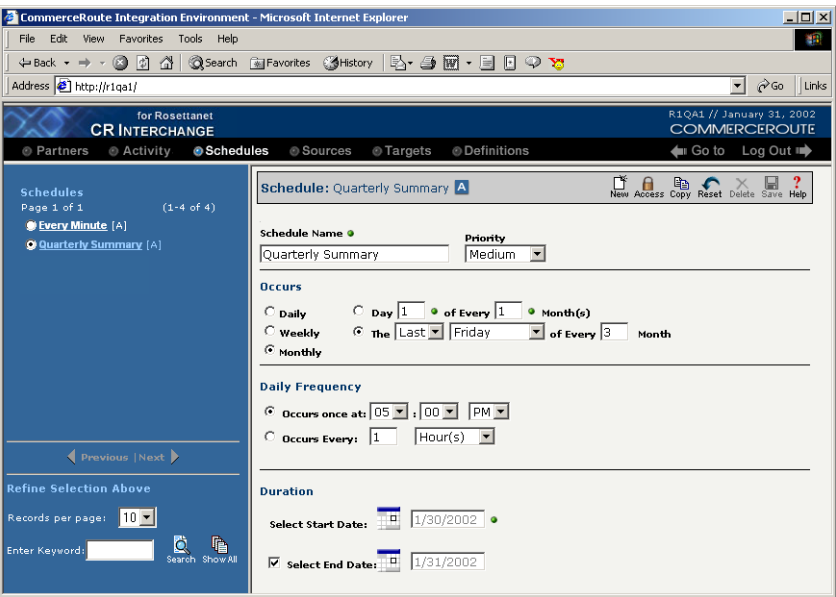 CommerceRoute Integration Environment - Microsoft Internet Explorer
File Edit View Favorites Tools Help
Back Search Favorites History
Address http://r1qa1/ Go Links
for Rosettanet
CR INTERCHANGE
R1QA1 // January 31, 2002
COMMERCEROUTE
Partners Activity Schedules Sources Targets Definitions Go to Log Out
Schedules
Page 1 of 1 (1-4 of 4)
Every Minute [A]
Quarterly Summary [A]
Previous | Next
Refine Selection Above
Records per page: 10
Enter Keyword: Search Show All
Schedule: Quarterly Summary A
New Access Copy Reset Delete Save Help
Schedule Name Priority
Quarterly Summary Medium
Occurs
Daily Day 1 of Every 1 Month(s)
Weekly The Last Friday of Every 3 Month
Monthly
Daily Frequency
Occurs once at: 05 : 00 PM
Occurs Every: 1 Hour(s)
Duration
Select Start Date: 1/30/2002
Select End Date: 1/31/2002